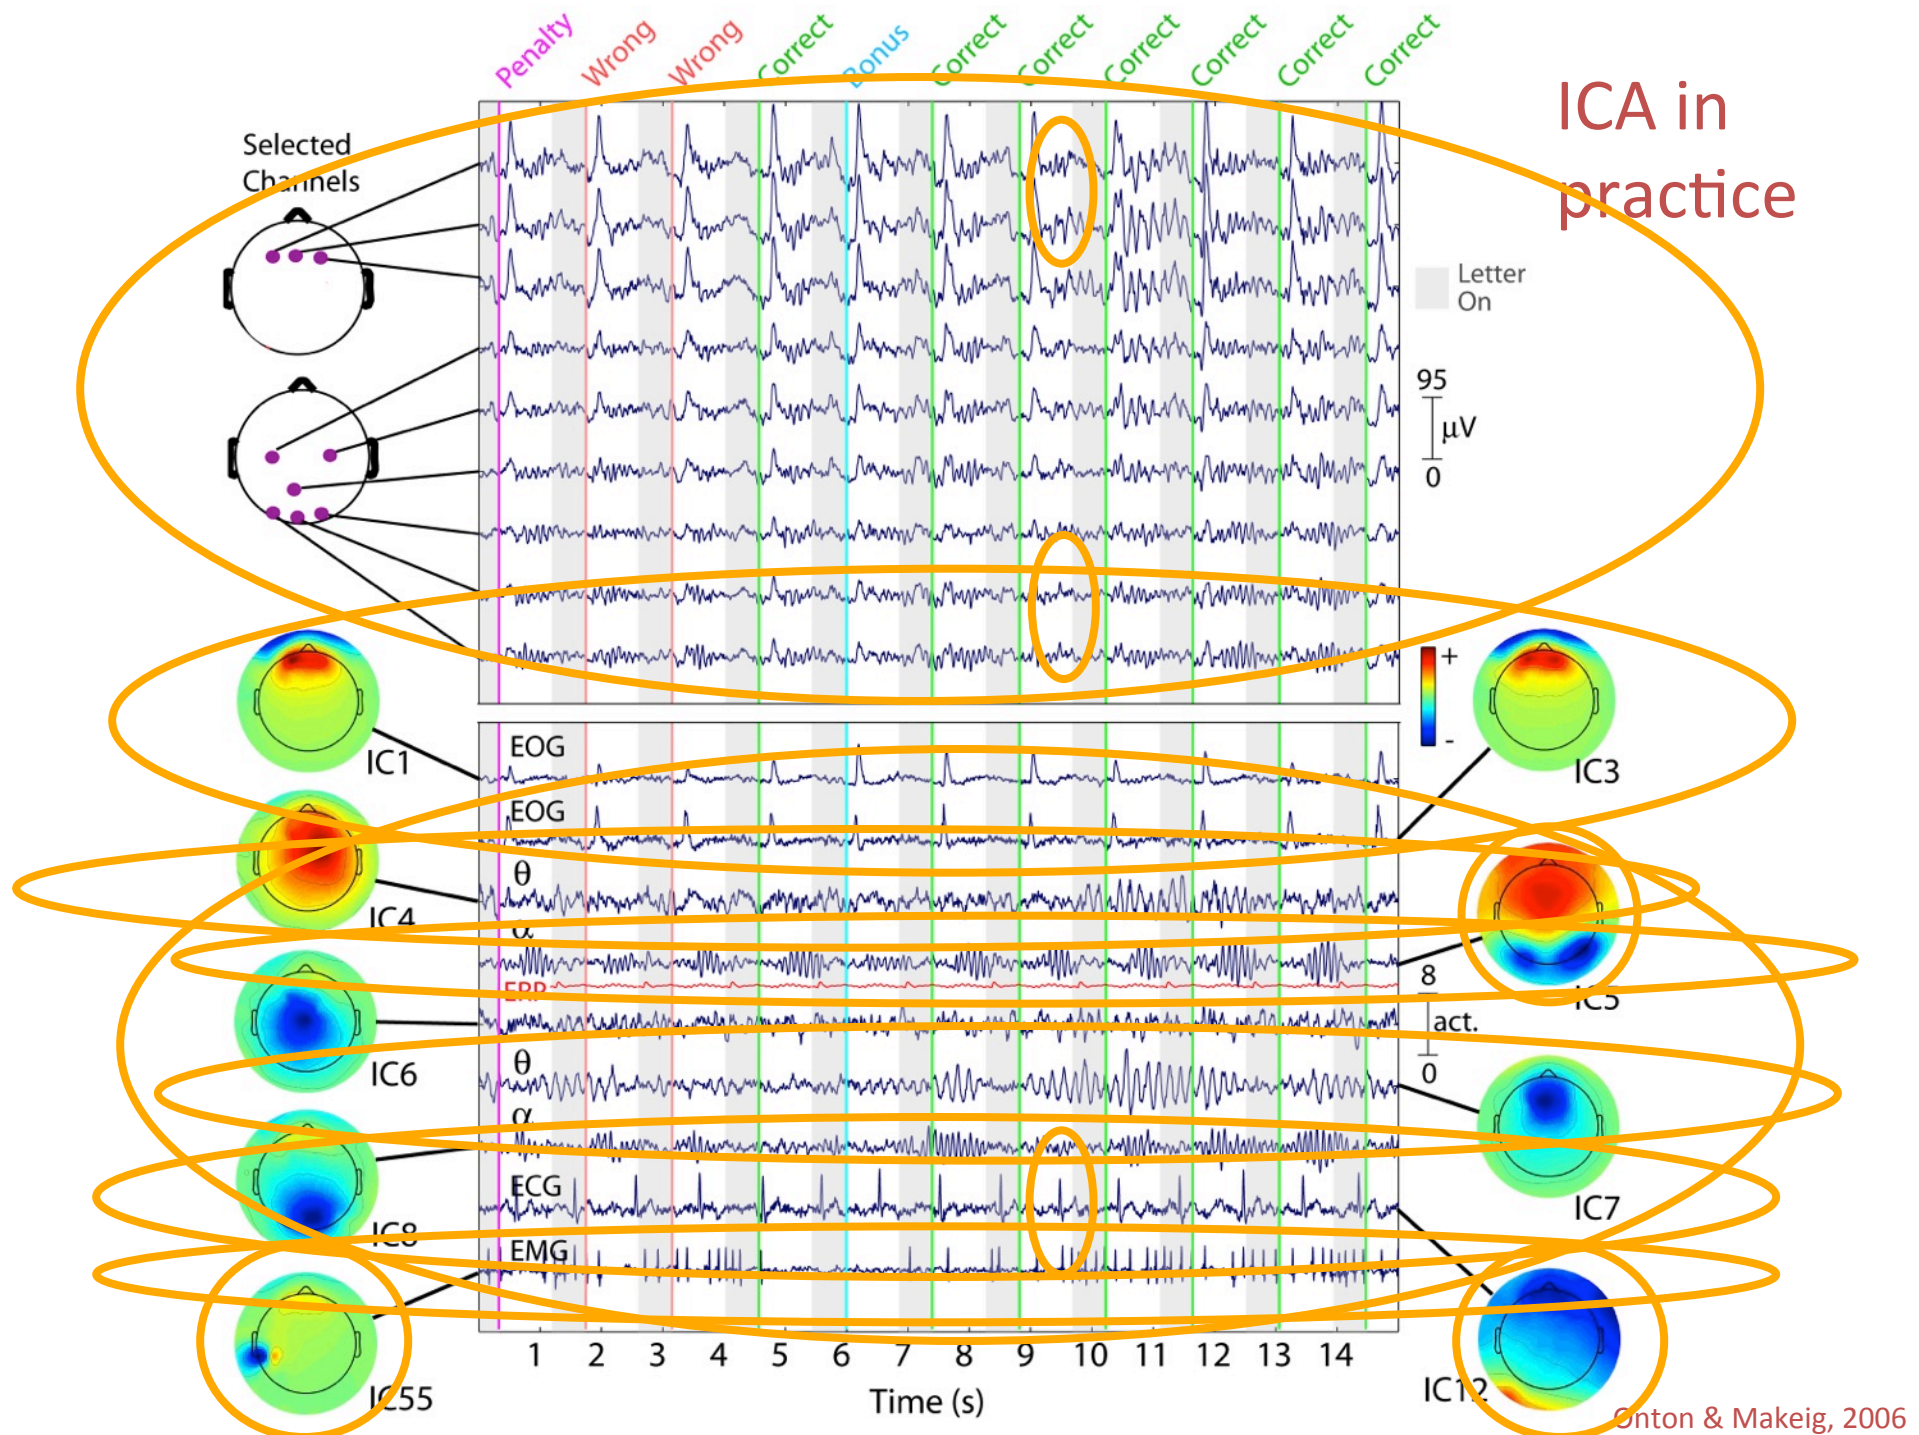 Penalty
Wrong
Wrong
Correct
Bonus
Correct
Correct
Correct
Correct
Correct
Correct
ICA in
practice
Selected
Channels
Letter
On
95
μV
0
+
-
EOG
IC1
IC3
EOG
θ
IC4
α
IC5
ERP
8
act.
0
IC6
θ
IC7
α
IC8
ECG
EMG
IC55
IC12
1 2 3 4 5 6 7 8 9 10 11 12 13 14
Time (s)
Onton & Makeig, 2006